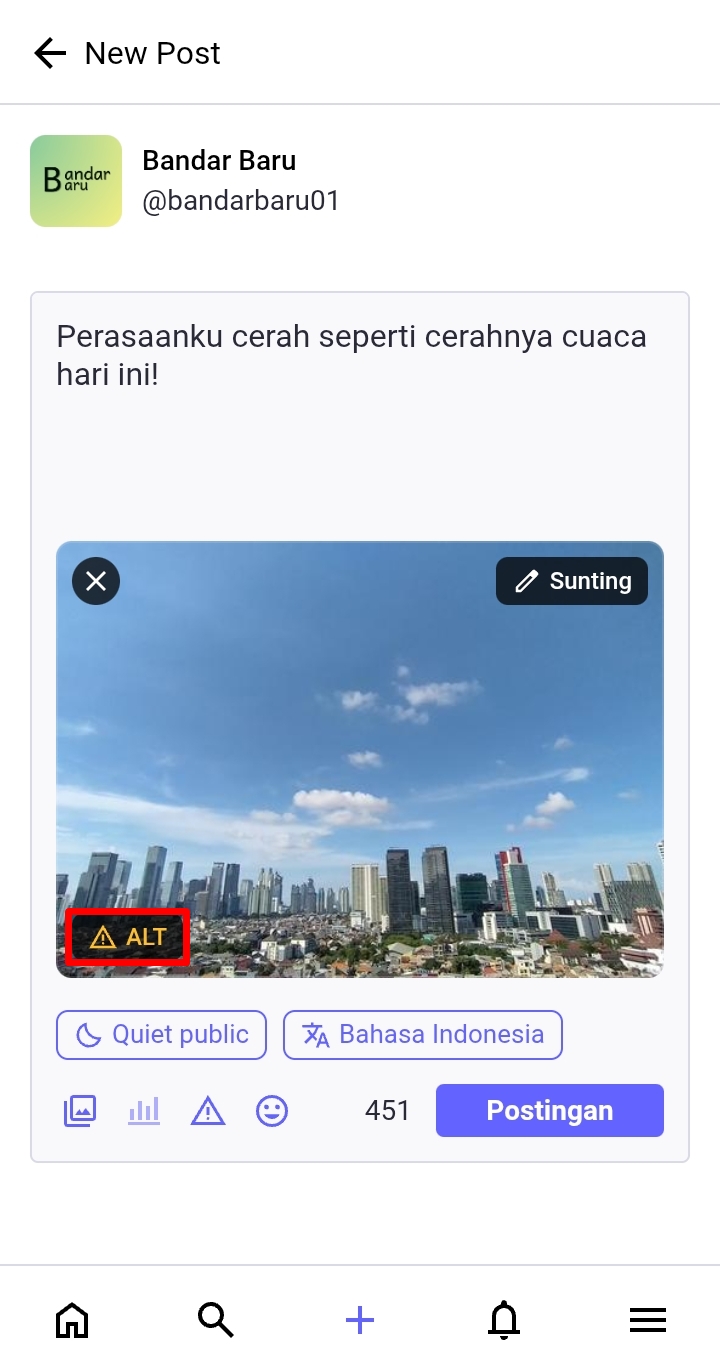 New Post
Bandar
Baru
Bandar Baru
@bandarbaru01
Perasaanku cerah seperti cerahnya cuaca
hari ini!
Sunting
ALT
Quiet public
Bahasa Indonesia
451
Postingan